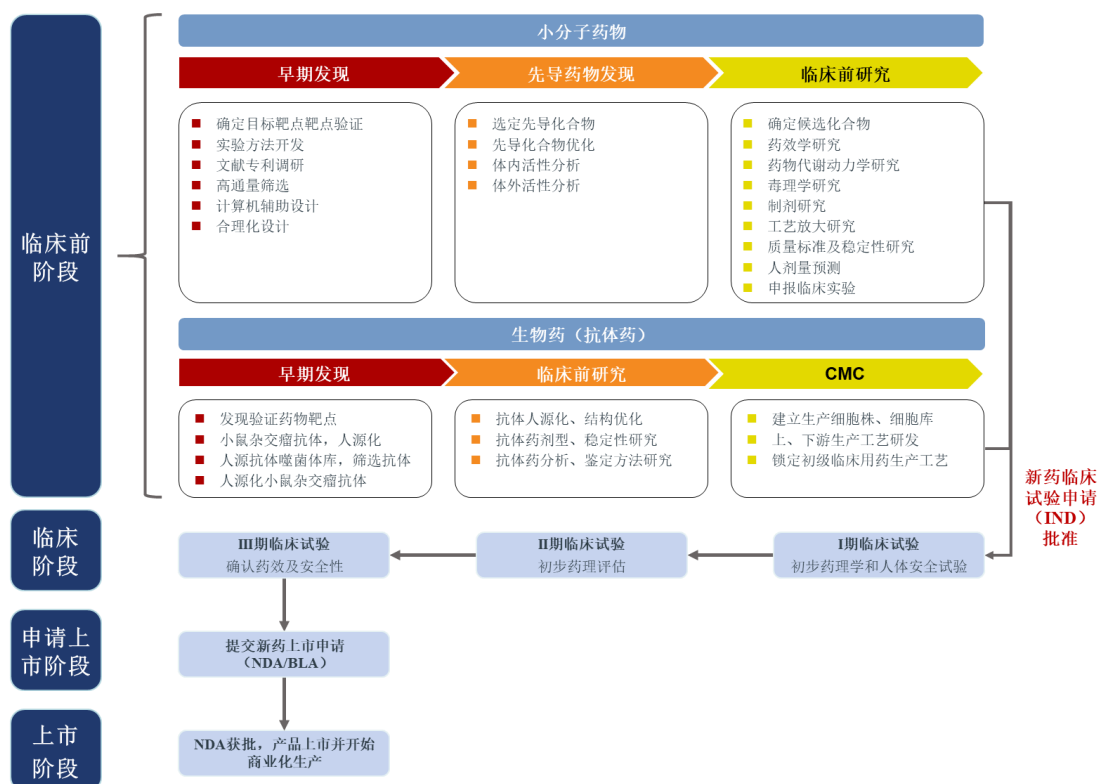 小分子药物
早期发现
先导药物发现
临床前研究
确定目标靶点靶点验证
实验方法开发
文献专利调研
高通量筛选
计算机辅助设计
合理化设计
选定先导化合物
先导化合物优化
体内活性分析
体外活性分析
确定候选化合物
药效学研究
药物代谢动力学研究
毒理学研究
制剂研究
工艺放大研究
质量标准及稳定性研究
人剂量预测
申报临床实验
临床前
阶段
生物药（抗体药）
早期发现
临床前研究
CMC
发现验证药物靶点
小鼠杂交瘤抗体，人源化
人源抗体噬菌体库，筛选抗体
人源化小鼠杂交瘤抗体
抗体人源化、结构优化
抗体药剂型、稳定性研究
抗体药分析、鉴定方法研究
建立生产细胞株、细胞库
上、下游生产工艺研发
锁定初级临床用药生产工艺
新药临床
试验申请
（IND）
批准
临床
阶段
III期临床试验
确认药效及安全性
II期临床试验
初步药理评估
I期临床试验
初步药理学和人体安全试验
申请上
市阶段
提交新药上市申请
（NDA/BLA）
上市
阶段
NDA获批，产品上市并开始
商业化生产